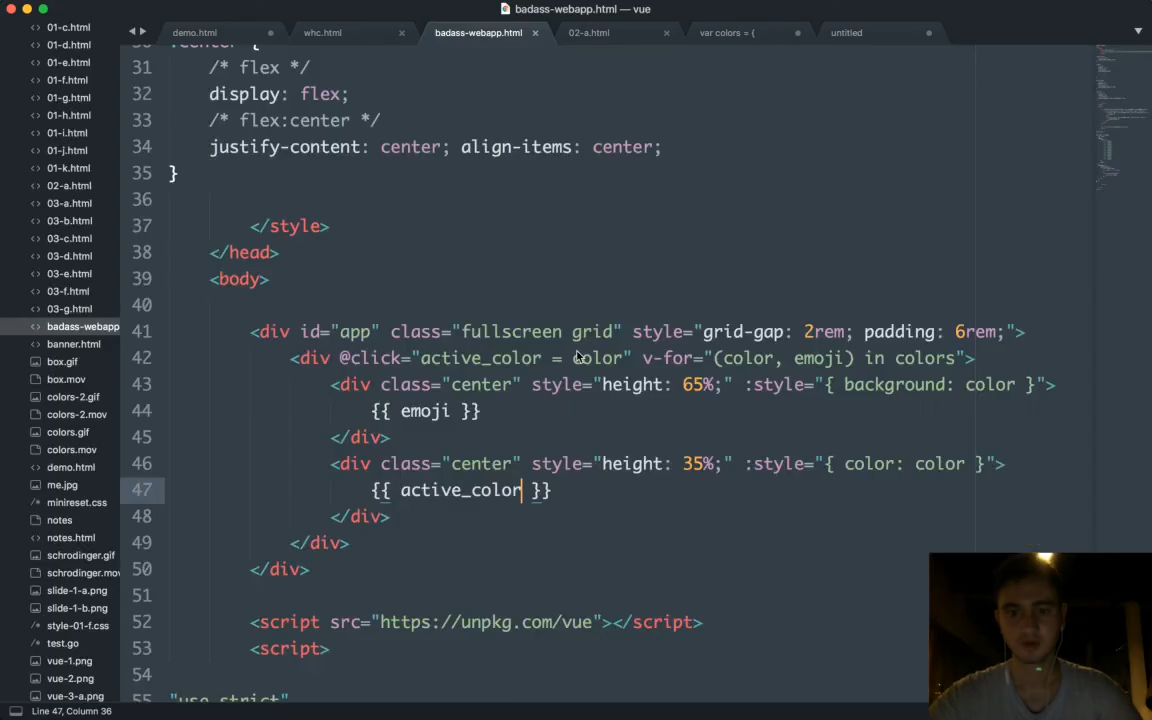 badass-webapp.html — vue
demo.html
whc.html
badass-webapp.html
02-a.html
var colors = {
untitled
01-c.html
01-d.html
01-e.html
01-f.html
01-g.html
01-h.html
01-i.html
01-j.html
01-k.html
02-a.html
03-a.html
03-b.html
03-c.html
03-d.html
03-e.html
03-f.html
03-g.html
badass-webapp
banner.html
box.gif
box.mov
colors-2.gif
colors-2.mov
colors.gif
colors.mov
demo.html
me.jpg
minireset.css
notes
notes.html
schrodinger.gif
schrodinger.mov
slide-1-a.png
slide-1-b.png
style-01-f.css
test.go
vue-1.png
vue-2.png
vue-3-a.png
30 .center {
31 /* flex */
32 display: flex;
33 /* flex:center */
34 justify-content: center; align-items: center;
35 }
36
37 </style>
38 </head>
39 <body>
40
41 <div id="app" class="fullscreen grid" style="grid-gap: 2rem; padding: 6rem;">
42 <div @click="active_color = color" v-for="(color, emoji) in colors">
43 <div class="center" style="height: 65%;" :style="{ background: color }">
44 {{ emoji }}
45 </div>
46 <div class="center" style="height: 35%;" :style="{ color: color }">
47 {{ active_color }}
48 </div>
49 </div>
50 </div>
51
52 <script src="https://unpkg.com/vue"></script>
53 <script>
54
55 "use strict"
Line 47, Column 36